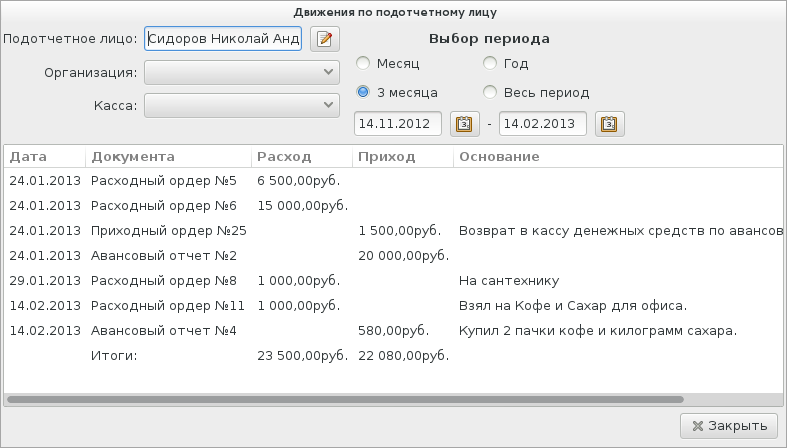 Движения по подотчетному лицу
Подотчетное лицо: Сидоров Николай Анд
Выбор периода
Организация:
Месяц Год
Касса:
3 месяца Весь период
14.11.2012 - 14.02.2013
Дата Документа Расход Приход Основание
24.01.2013 Расходный ордер №5 6 500,00руб.
24.01.2013 Расходный ордер №6 15 000,00руб.
24.01.2013 Приходный ордер №25 1 500,00руб. Возврат в кассу денежных средств по авансов
24.01.2013 Авансовый отчет №2 20 000,00руб.
29.01.2013 Расходный ордер №8 1 000,00руб. На сантехнику
14.02.2013 Расходный ордер №11 1 000,00руб. Взял на Кофе и Сахар для офиса.
14.02.2013 Авансовый отчет №4 580,00руб. Купил 2 пачки кофе и килограмм сахара.
Итоги: 23 500,00руб. 22 080,00руб.
Закрыть